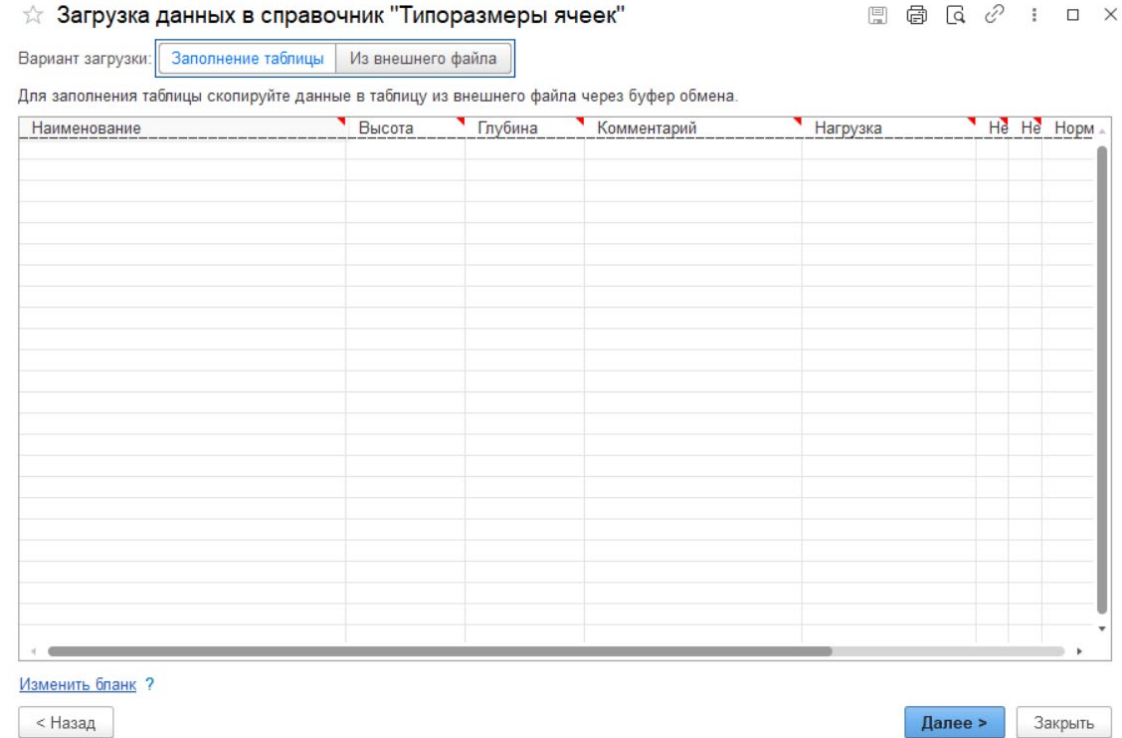 Загрузка данных в справочник "Типоразмеры ячеек"
Вариант загрузки: Заполнение таблицы Из внешнего файла
Для заполнения таблицы скопируйте данные в таблицу из внешнего файла через буфер обмена.
Наименование Высота Глубина Комментарий Нагрузка Не Не Норм
Изменить бланк ?
< Назад Далее > Закрыть